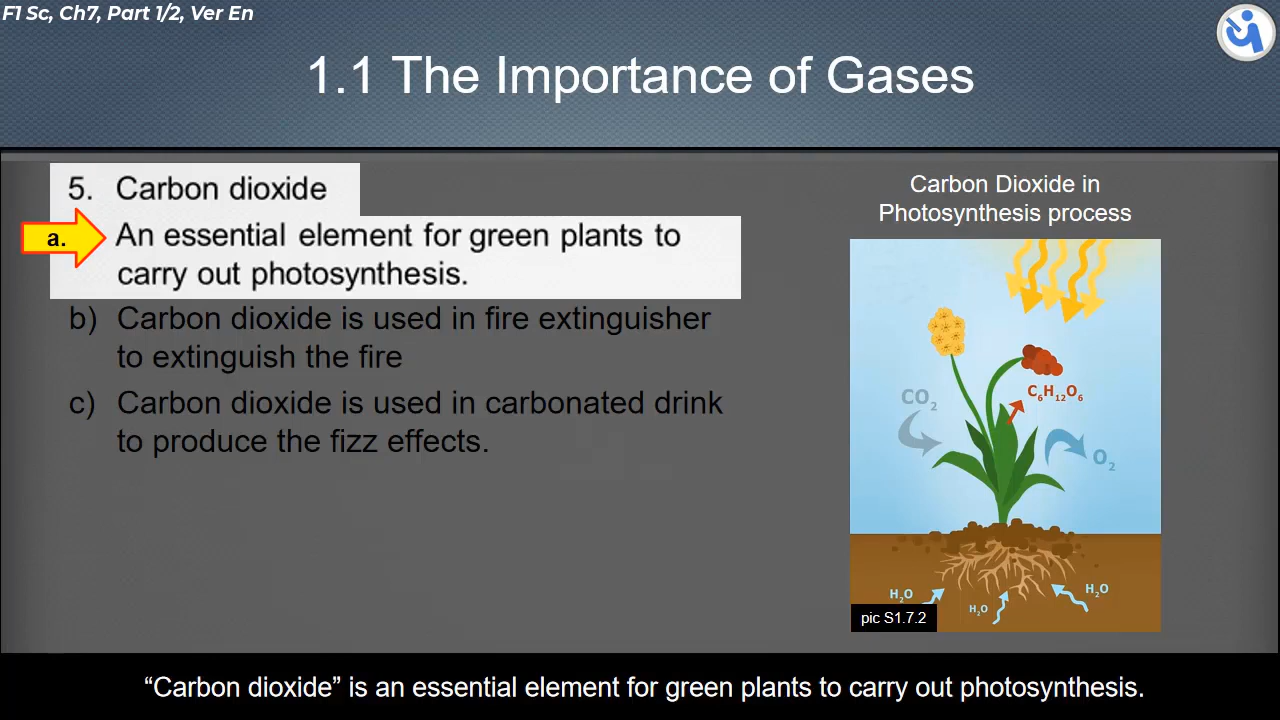 F1 Sc, Ch7, Part 1/2, Ver En
1.1 The Importance of Gases
5. Carbon dioxide
a. An essential element for green plants to
carry out photosynthesis.
b) Carbon dioxide is used in fire extinguisher
to extinguish the fire
c) Carbon dioxide is used in carbonated drink
to produce the fizz effects.
Carbon Dioxide in
Photosynthesis process
CO₂
C₆H₁₂O₆
O₂
H₂O
H₂O
H₂O
pic S1.7.2
“Carbon dioxide” is an essential element for green plants to carry out photosynthesis.